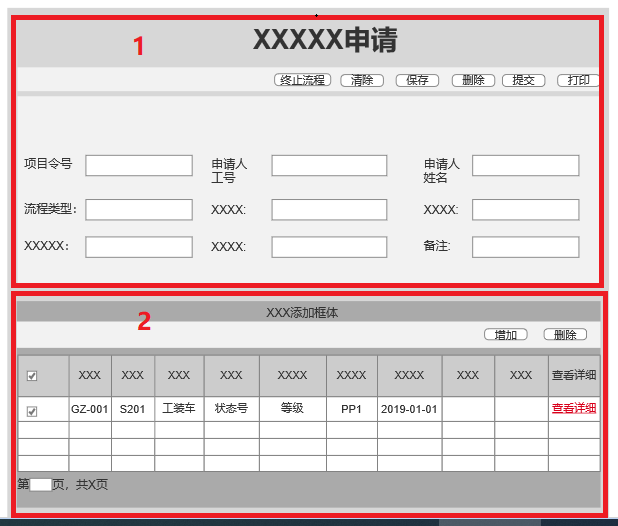 1
XXXXX申请
终止流程 清除 保存 删除 提交 打印
项目令号 申请人工号 申请人姓名
流程类型: XXXX: XXXX:
XXXXX: XXXX: 备注:
2
XXX添加框体
增加 删除
XXX XXX XXX XXX XXXX XXXX XXXX XXX XXX 查看详细
GZ-001 S201 工装车 状态号 等级 PP1 2019-01-01 查看详细
第 页，共X页